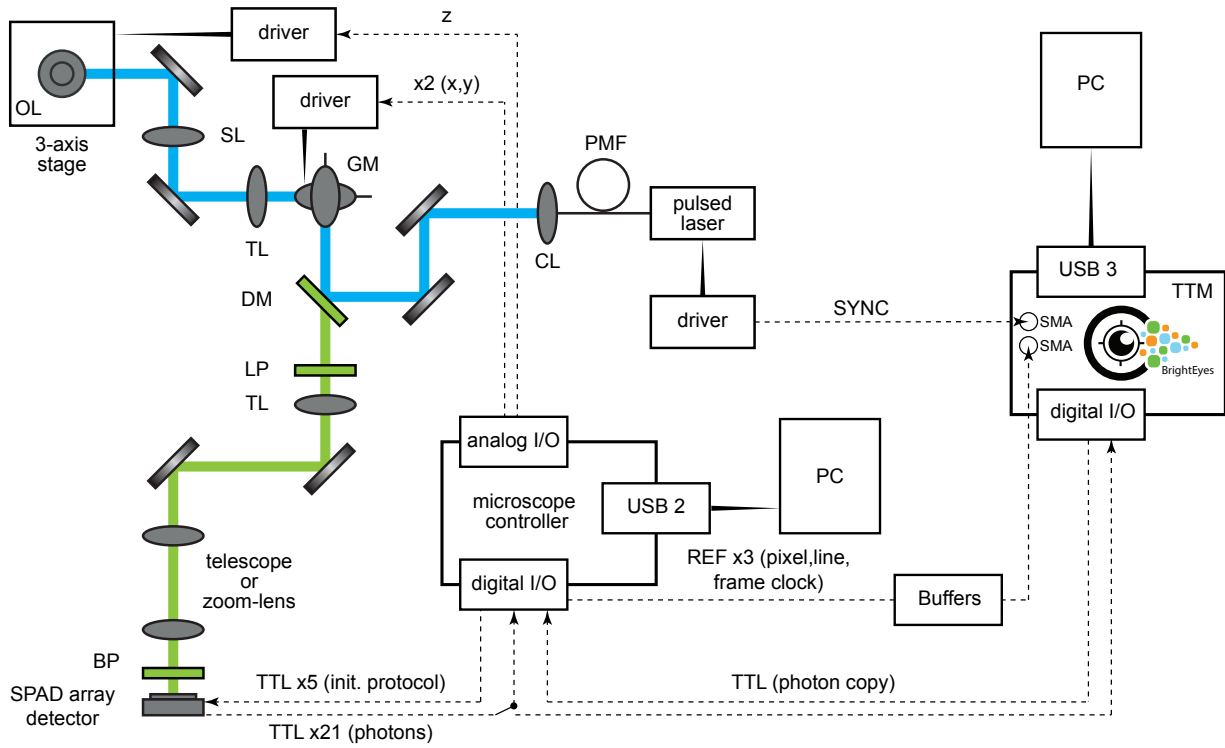 z
driver
x2 (x,y)
driver
OL
3-axis
stage
SL
GM
TL
PMF
pulsed
laser
CL
driver
SYNC
PC
USB 3
TTM
SMA
SMA
BrightEyes
digital I/O
DM
LP
TL
analog I/O
microscope
controller
USB 2
PC
digital I/O
REF x3 (pixel,line,
frame clock)
Buffers
telescope
or
zoom-lens
BP
SPAD array
detector
TTL x5 (init. protocol)
TTL (photon copy)
TTL x21 (photons)